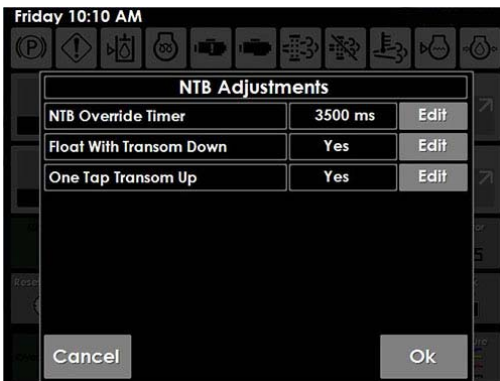 Friday 10:10 AM
NTB Adjustments
NTB Override Timer 3500 ms Edit
Float With Transom Down Yes Edit
One Tap Transom Up Yes Edit
Rese
Cancel Ok